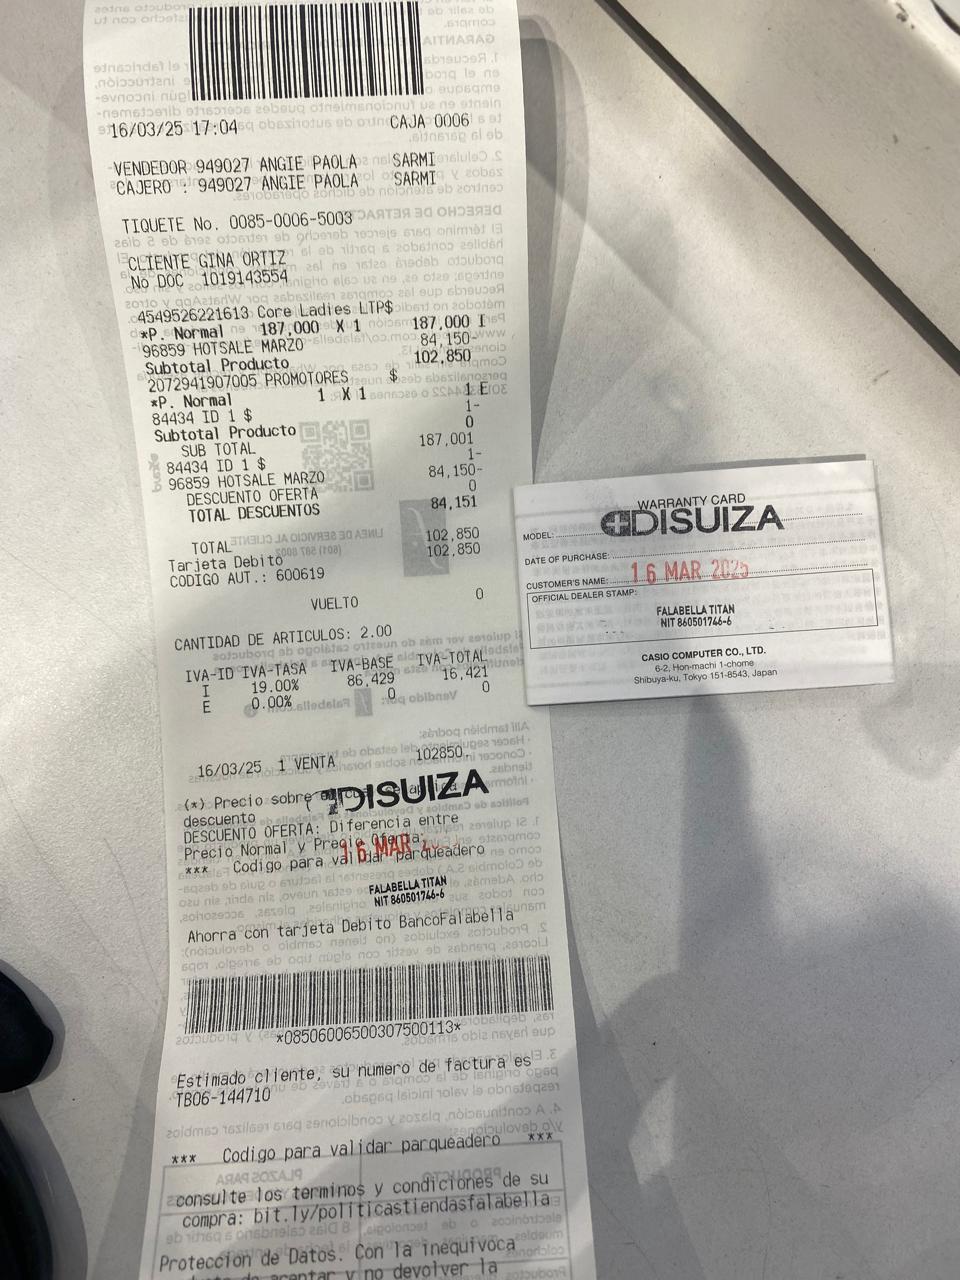 16/03/25 17:04 CAJA 0006
VENDEDOR 949027 ANGIE PAOLA SARMI
CAJERO : 949027 ANGIE PAOLA SARMI
TIQUETE No. 0085-0006-5003
CLIENTE GINA ORTIZ
No DOC 1019143554
4549526221613 Core Ladies LTP$
*P. Normal 187,000 X 1 187,000 I
96859 HOTSALE MARZO 84,150-
Subtotal Producto 102,850
2072941907005 PROMOTORES $
*P. Normal 1 X 1 1 E
84434 ID 1 $ 1-
Subtotal Producto 0
SUB TOTAL 187,001
84434 ID 1 $ 1-
96859 HOTSALE MARZO 84,150-
DESCUENTO OFERTA 0
TOTAL DESCUENTOS 84,151
TOTAL 102,850
Tarjeta Debito 102,850
CODIGO AUT.: 600619
VUELTO 0
CANTIDAD DE ARTICULOS: 2.00
IVA-ID IVA-TASA IVA-BASE IVA-TOTAL
I 19.00% 86,429 16,421
E 0.00% 0 0
16/03/25 1 VENTA 102850.
(*) Precio sobre
DISUIZA
descuento
DESCUENTO OFERTA: Diferencia entre
Precio Normal y Precio Oferta.
16 MAR
*** Codigo para validar parqueadero
FALABELLA TITAN
NIT 860501746-6
Ahorra con tarjeta Debito BancoFalabella
*08506006500307500113*
Estimado cliente, su numero de factura es
TB06-144710
*** Codigo para validar parqueadero ***
consulte los terminos y condiciones de su
compra: bit.ly/politicastiendasfalabella
Proteccion de Datos. Con la inequivoca
de aceptar y no devolver la
WARRANTY CARD
DISUIZA
MODEL:
DATE OF PURCHASE:
16 MAR 2025
CUSTOMER'S NAME:
OFFICIAL DEALER STAMP:
FALABELLA TITAN
NIT 860501746-6
CASIO COMPUTER CO., LTD.
6-2, Hon-machi 1-chome
Shibuya-ku, Tokyo 151-8543, Japan